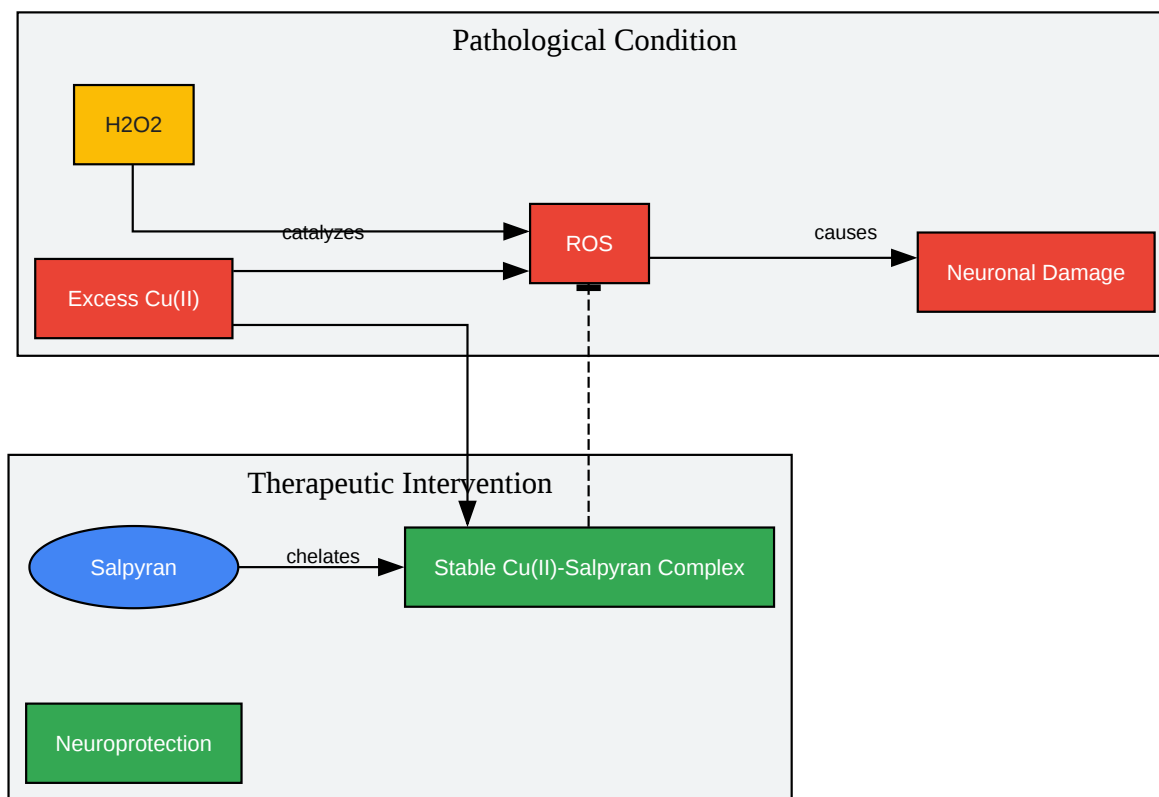 Pathological Condition
H2O2
catalyzes
ROS
causes
Neuronal Damage
Excess Cu(II)
Therapeutic Intervention
Salpyran
chelates
Stable Cu(II)-Salpyran Complex
Neuroprotection